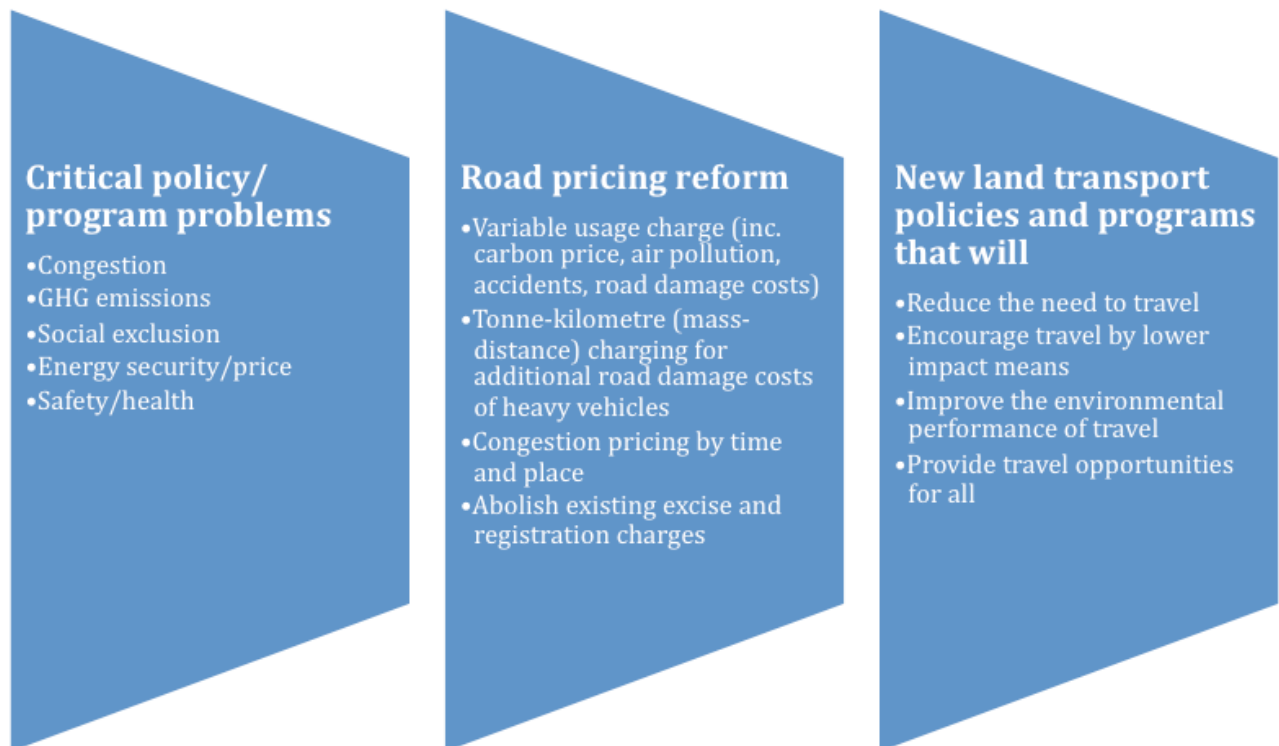 Critical policy/
program problems
•Congestion
•GHG emissions
•Social exclusion
•Energy security/price
•Safety/health
Road pricing reform
•Variable usage charge (inc.
carbon price, air pollution,
accidents, road damage costs)
•Tonne-kilometre (mass-
distance) charging for
additional road damage costs
of heavy vehicles
•Congestion pricing by time
and place
•Abolish existing excise and
registration charges
New land transport
policies and programs
that will
•Reduce the need to travel
•Encourage travel by lower
impact means
•Improve the environmental
performance of travel
•Provide travel opportunities
for all